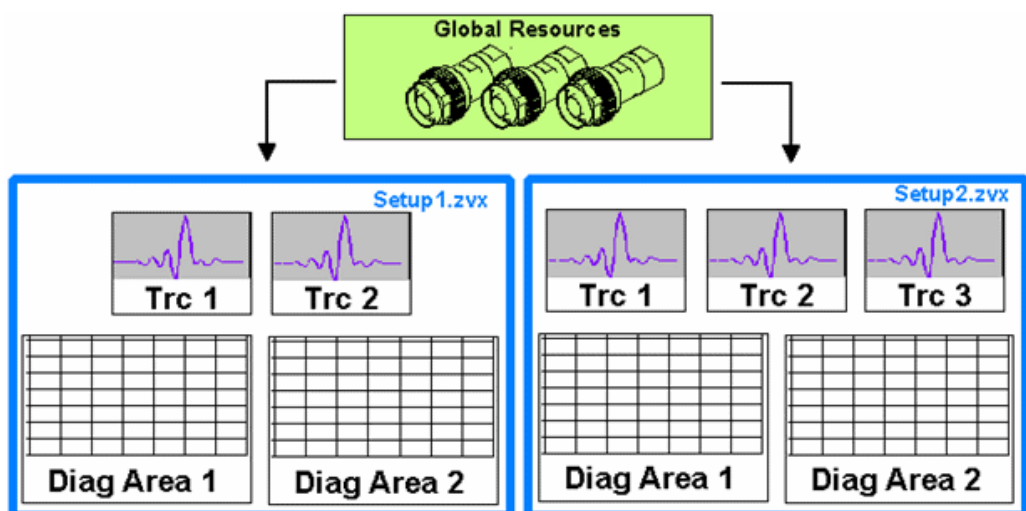 Global Resources
Setup1.zvx
Trc 1
Trc 2
Diag Area 1
Diag Area 2
Setup2.zvx
Trc 1
Trc 2
Trc 3
Diag Area 1
Diag Area 2